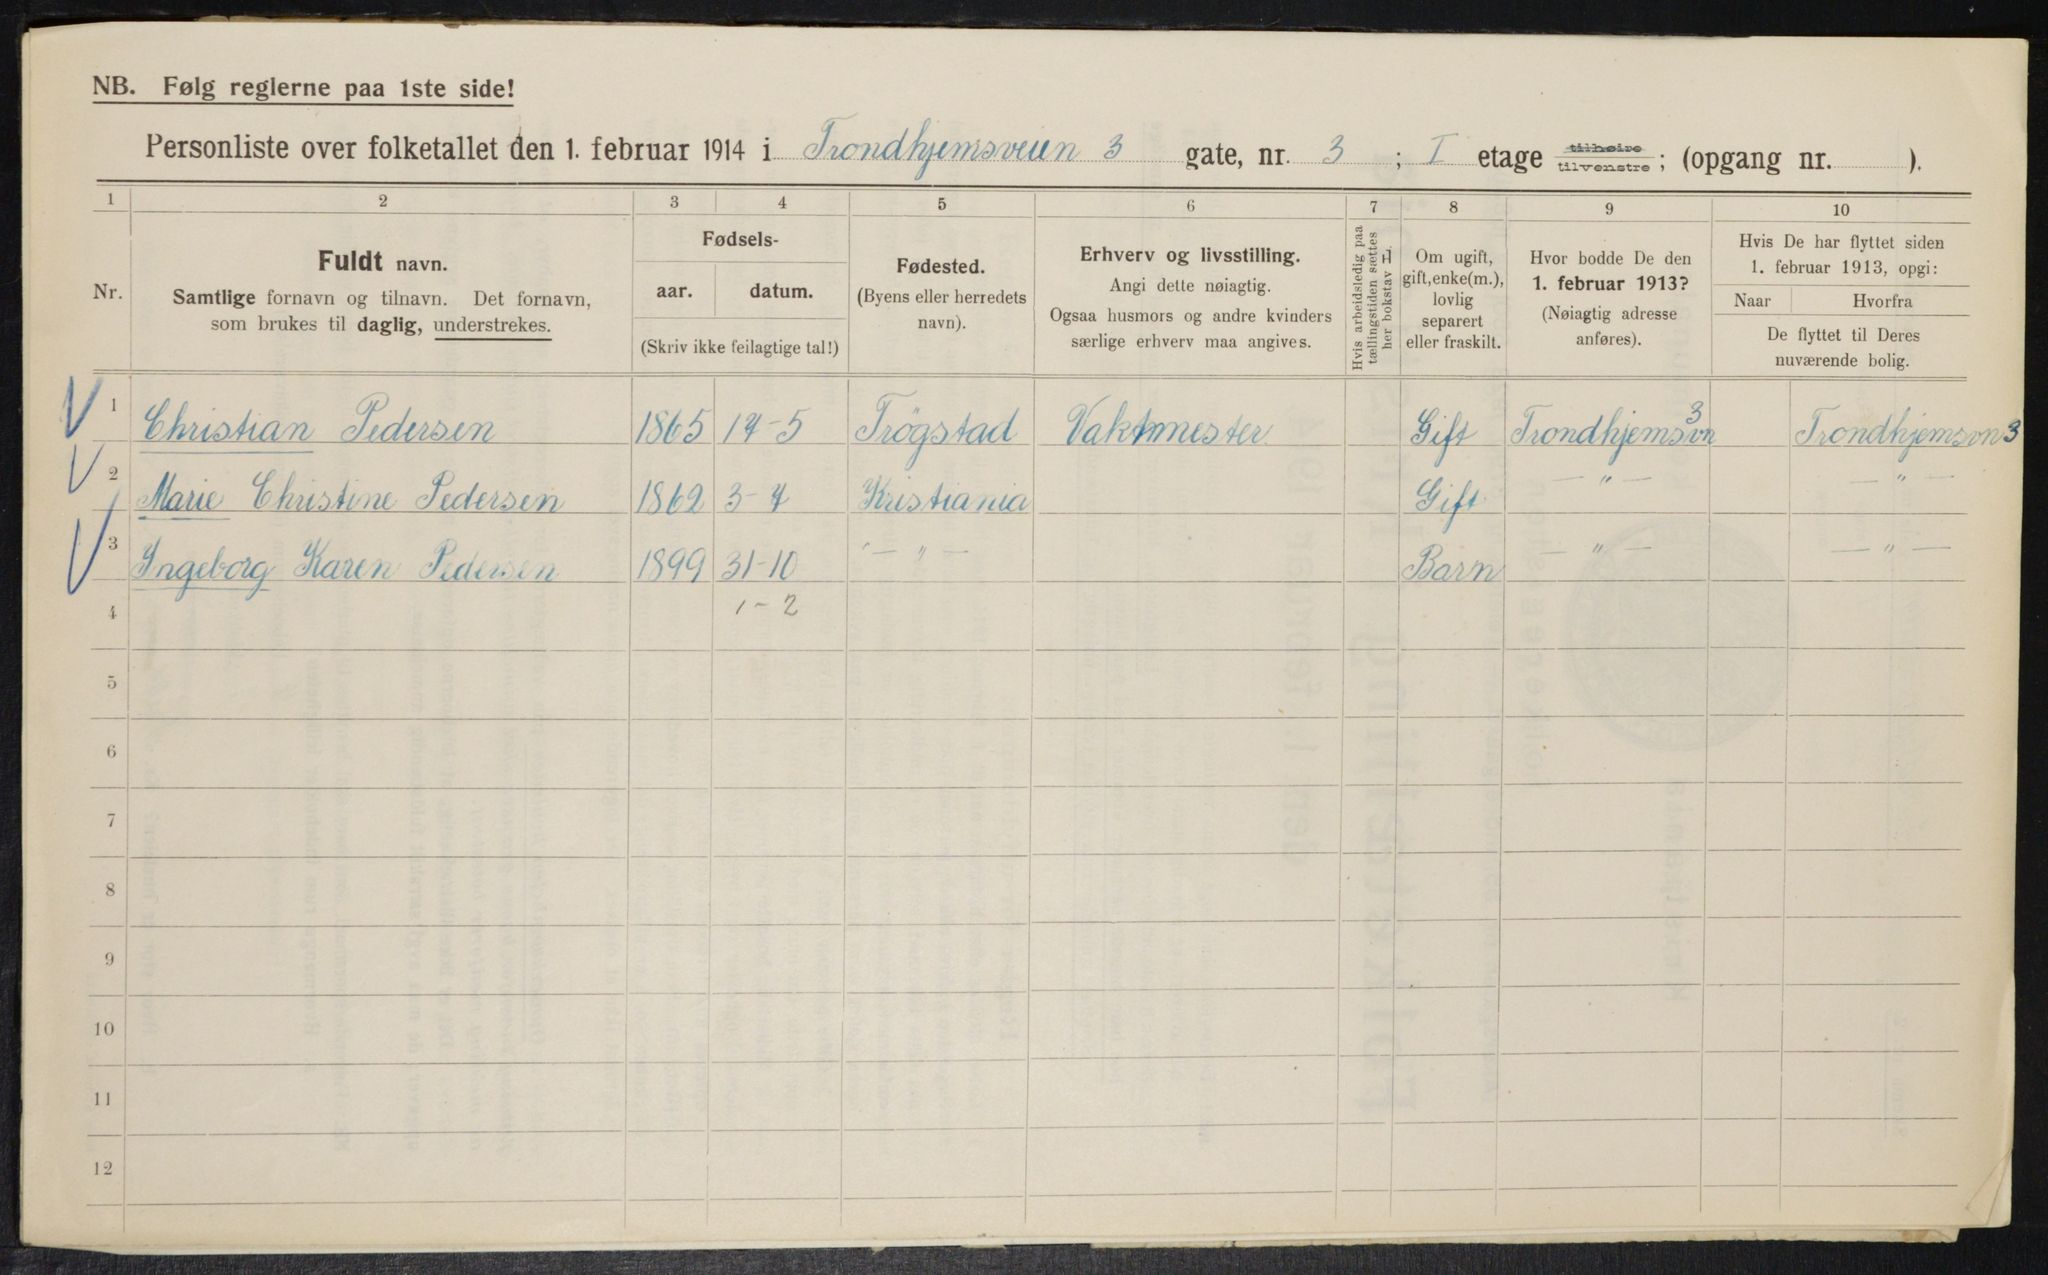 NB. Følg reglerne paa 1ste side!
Personliste over folketallet den 1. februar 1914 i Trondhjemsveien 3 gate, nr. 3 ; I etage tilhøire tilvenstre ; (opgang nr. ).
1 2 3 4 5 6 7 8 9 10
Nr.
Fuldt navn.
Samtlige fornavn og tilnavn. Det fornavn,
som brukes til daglig, understrekes.
Fødsels-
aar. datum.
(Skriv ikke feilagtige tal!)
Fødested.
(Byens eller herredets
navn).
Erhverv og livsstilling.
Angi dette nøiagtig.
Ogsaa husmors og andre kvinders
særlige erhverv maa angives.
Hvis arbeidsledig paa
tællingstiden sættes
her bokstav L.
Om ugift,
gift, enke(m.),
lovlig
separert
eller fraskilt.
Hvor bodde De den
1. februar 1913?
(Nøiagtig adresse
anføres).
Hvis De har flyttet siden
1. februar 1913, opgi:
Naar Hvorfra
De flyttet til Deres
nuværende bolig.
1 Christian Pedersen 1865 14-5 Trögstad Vaktmester Gift Trondhjemsvn 3 Trondhjemsvn 3
2 Marie Christine Pedersen 1862 3-4 Kristiania Gift — " — — " —
3 Ingeborg Karen Pedersen 1899 31-10 — " — Barn — " — — " —
4 1-2
5
6
7
8
9
10
11
12